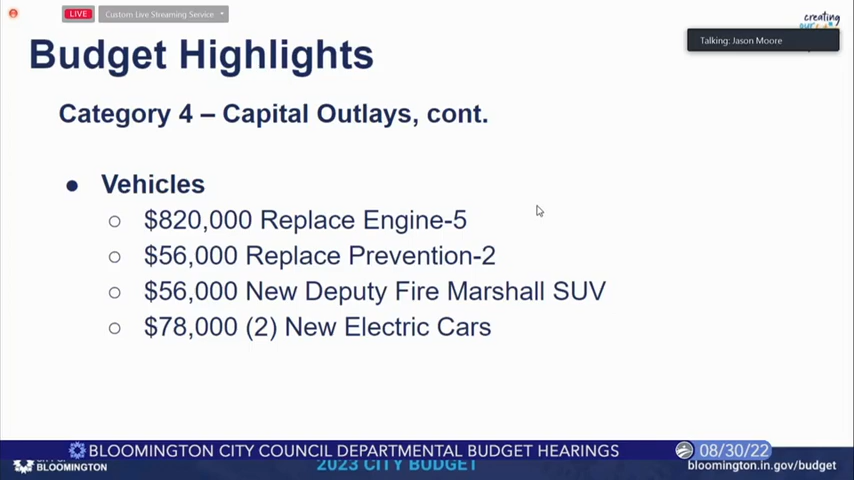 LIVE
Custom Live Streaming Service
creating
Talking: Jason Moore
Budget Highlights
Category 4 – Capital Outlays, cont.
Vehicles
$820,000 Replace Engine-5
$56,000 Replace Prevention-2
$56,000 New Deputy Fire Marshall SUV
$78,000 (2) New Electric Cars
BLOOMINGTON CITY COUNCIL DEPARTMENTAL BUDGET HEARINGS
08/30/22
BLOOMINGTON
2023 CITY BUDGET
bloomington.in.gov/budget